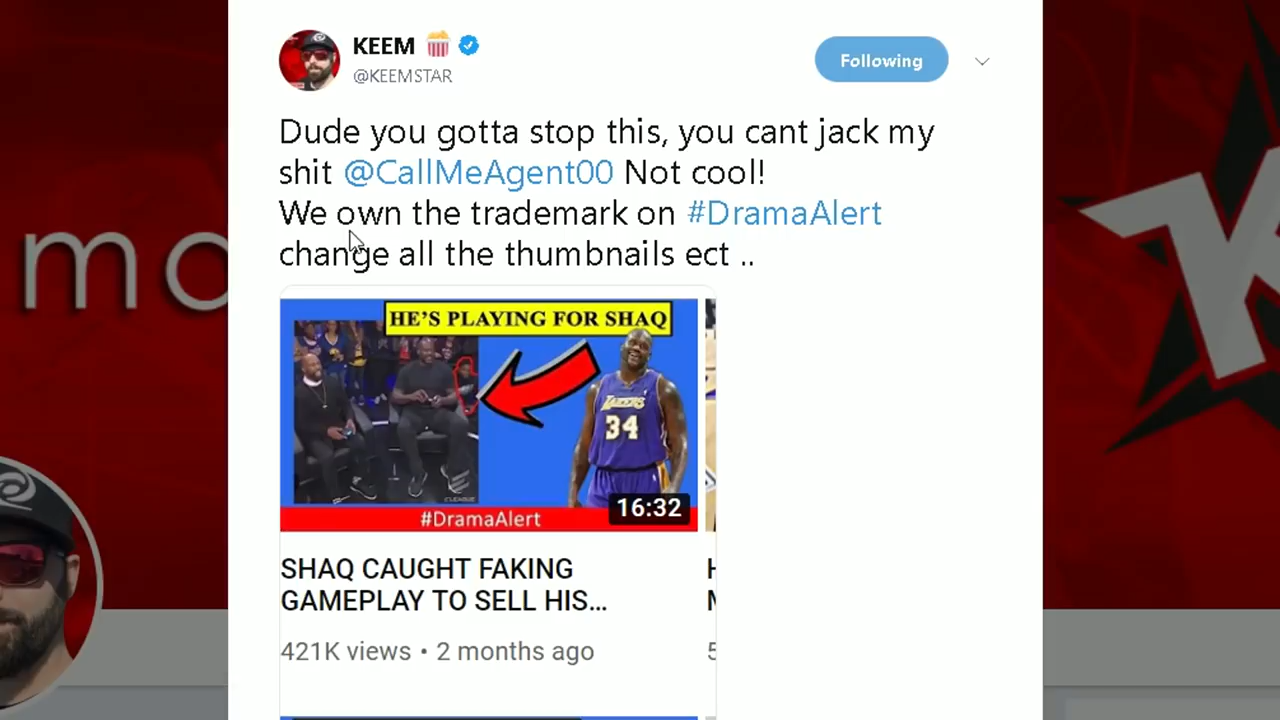 KEEM
@KEEMSTAR
Following
Dude you gotta stop this, you cant jack my
shit @CallMeAgent00 Not cool!
We own the trademark on #DramaAlert
change all the thumbnails ect ..
HE'S PLAYING FOR SHAQ
LAKERS
34
#DramaAlert
16:32
SHAQ CAUGHT FAKING
GAMEPLAY TO SELL HIS...
421K views • 2 months ago
mo